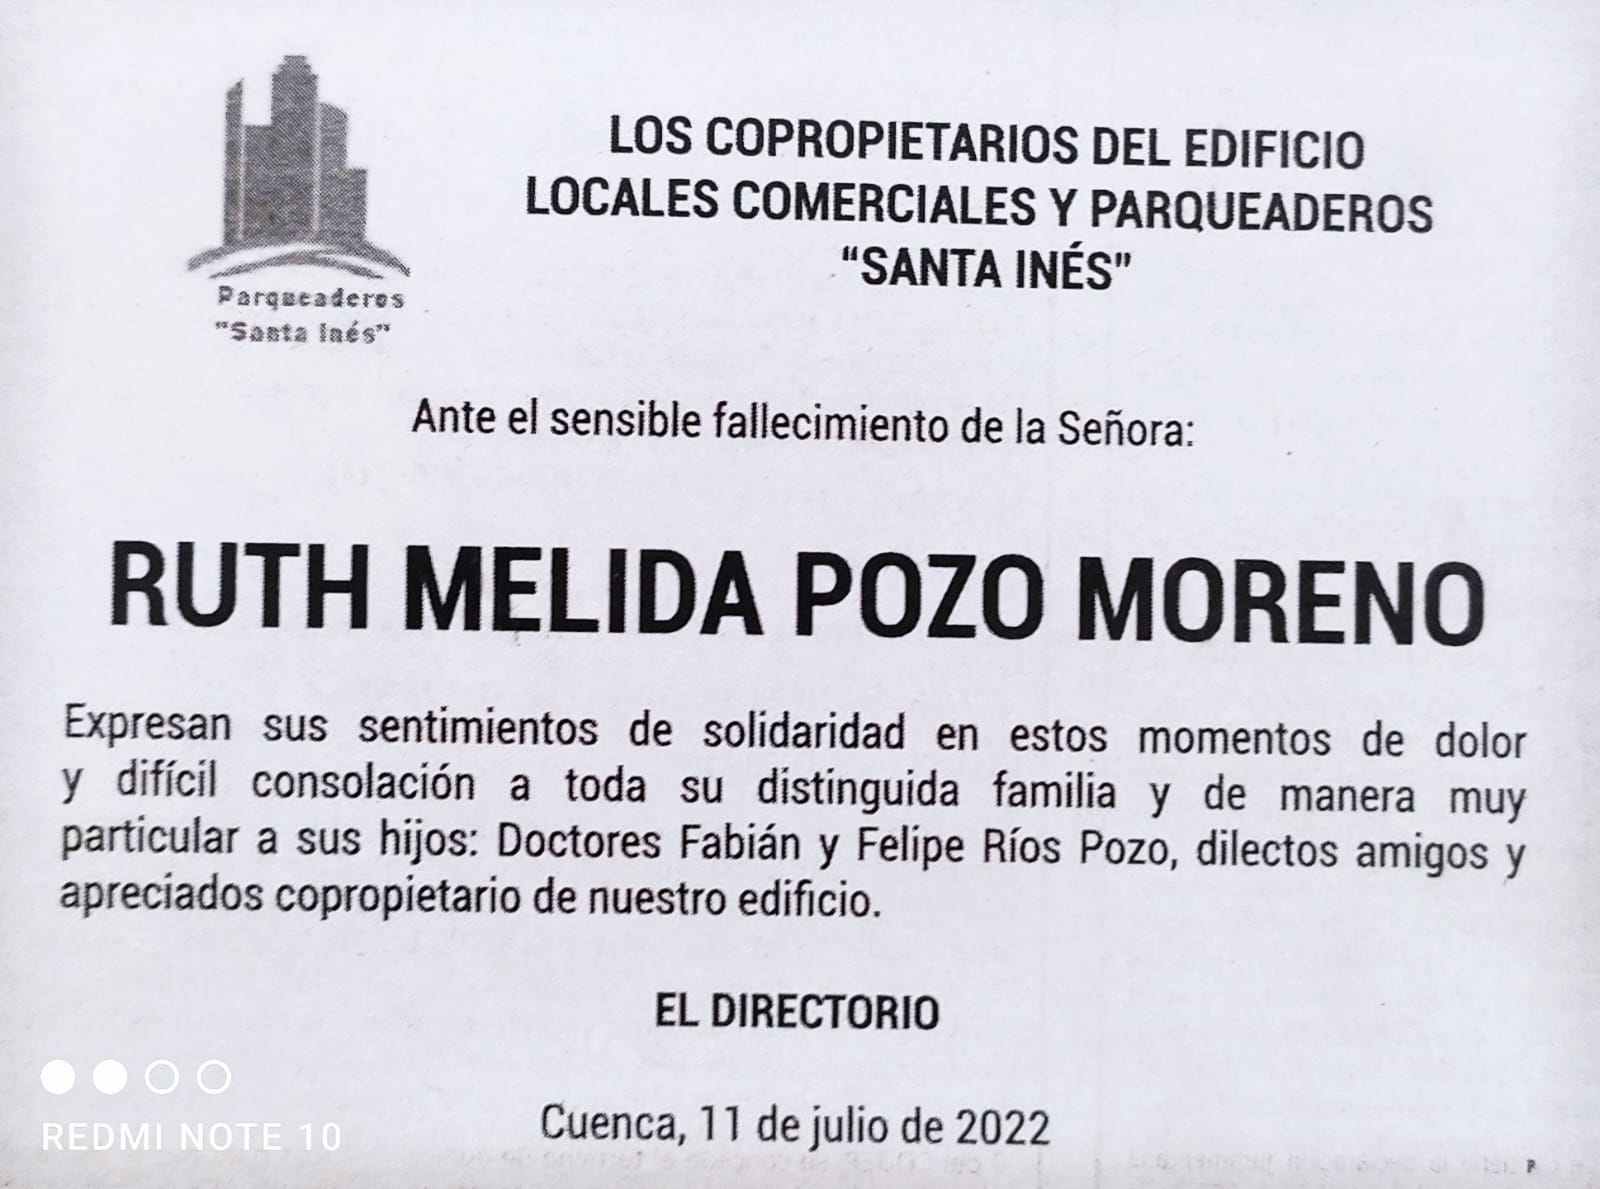 LOS COPROPIETARIOS DEL EDIFICIO
LOCALES COMERCIALES Y PARQUEADEROS
"SANTA INÉS"
Parqueaderos
"Santa Inés"
Ante el sensible fallecimiento de la Señora:
RUTH MELIDA POZO MORENO
Expresan sus sentimientos de solidaridad en estos momentos de dolor
y difícil consolación a toda su distinguida familia y de manera muy
particular a sus hijos: Doctores Fabián y Felipe Ríos Pozo, dilectos amigos y
apreciados copropietario de nuestro edificio.
EL DIRECTORIO
Cuenca, 11 de julio de 2022
REDMI NOTE 10
P